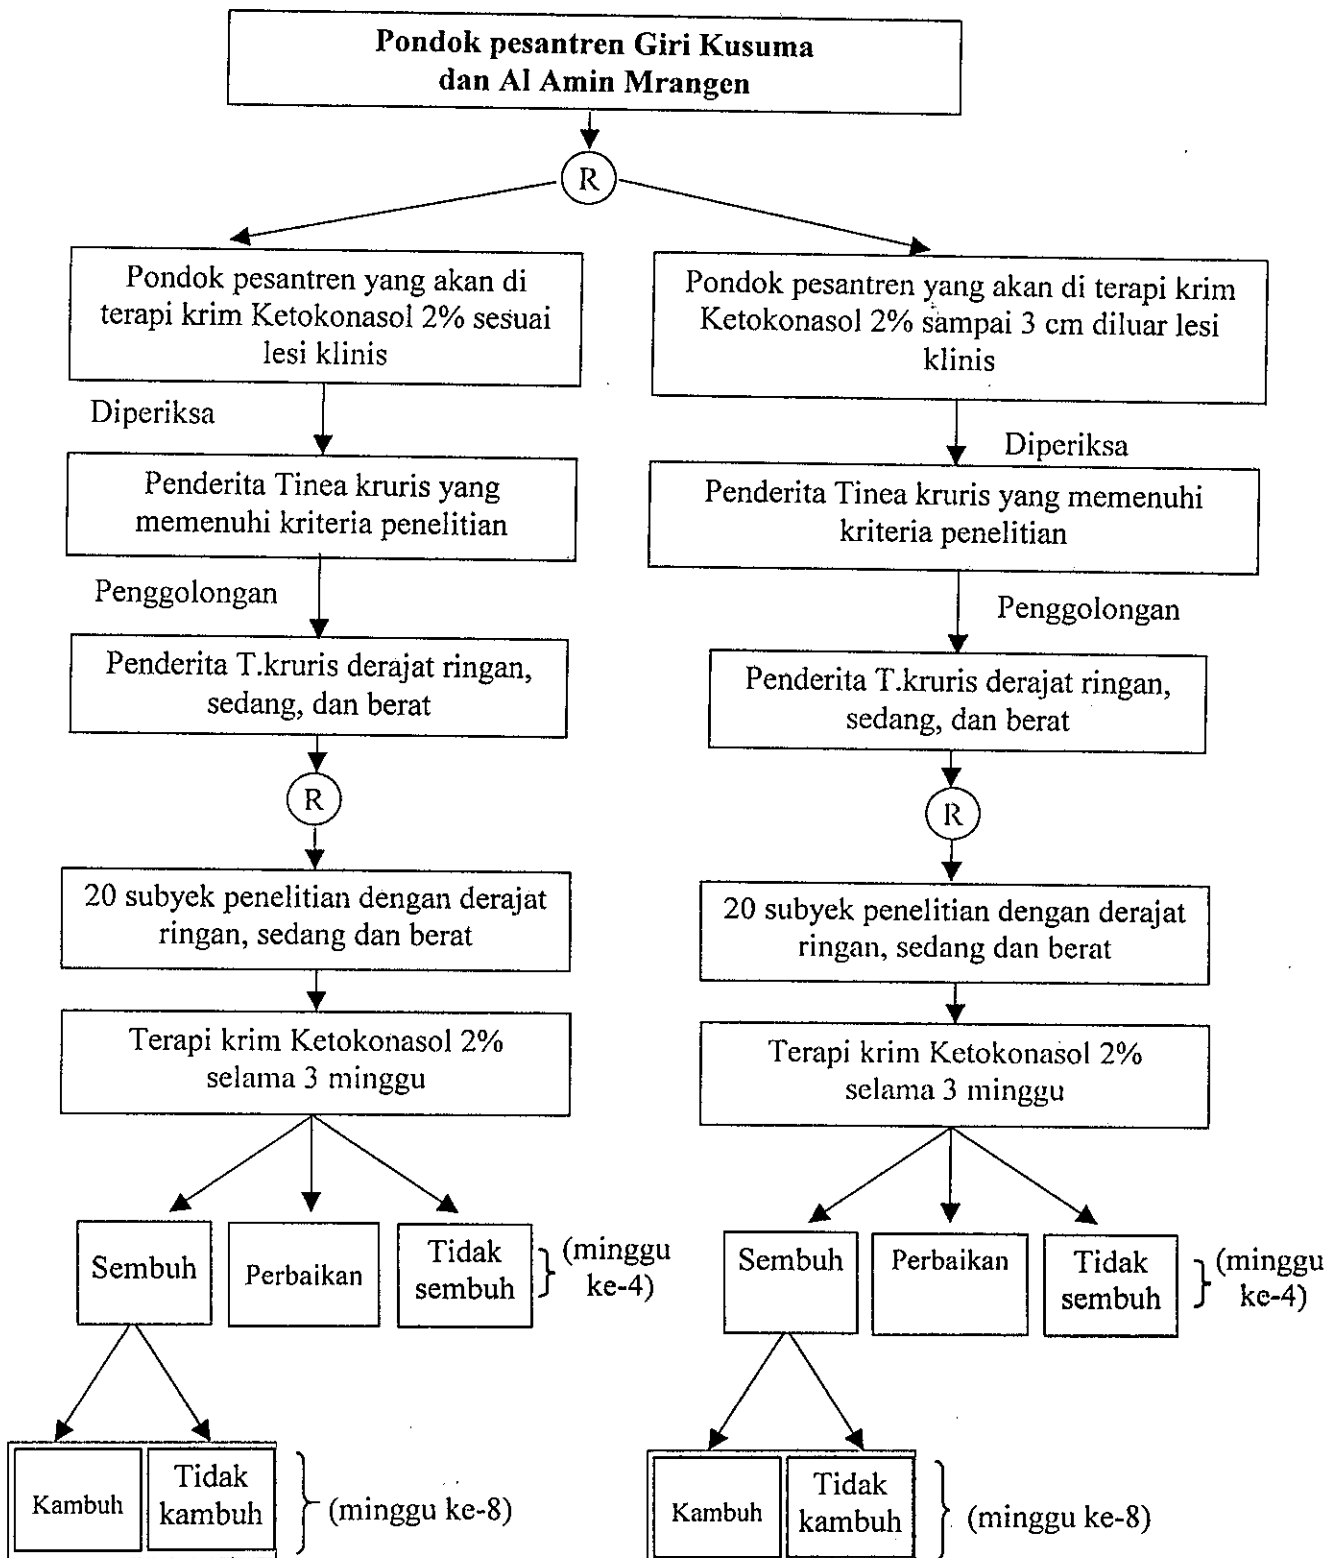 Pondok pesantren Giri Kusuma
dan Al Amin Mrangen
R
Pondok pesantren yang akan di
terapi krim Ketokonasol 2% sesuai
lesi klinis
Diperiksa
Penderita Tinea kruris yang
memenuhi kriteria penelitian
Penggolongan
Penderita T.kruris derajat ringan,
sedang, dan berat
R
20 subyek penelitian dengan derajat
ringan, sedang dan berat
Terapi krim Ketokonasol 2%
selama 3 minggu
Sembuh
Perbaikan
Tidak
sembuh
(minggu
ke-4)
Kambuh
Tidak
kambuh
(minggu ke-8)
Pondok pesantren yang akan di terapi krim
Ketokonasol 2% sampai 3 cm diluar lesi
klinis
Diperiksa
Penderita Tinea kruris yang memenuhi
kriteria penelitian
Penggolongan
Penderita T.kruris derajat ringan,
sedang, dan berat
R
20 subyek penelitian dengan derajat
ringan, sedang dan berat
Terapi krim Ketokonasol 2%
selama 3 minggu
Sembuh
Perbaikan
Tidak
sembuh
(minggu
ke-4)
Kambuh
Tidak
kambuh
(minggu ke-8)